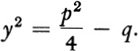 y² = p²/4 − q.